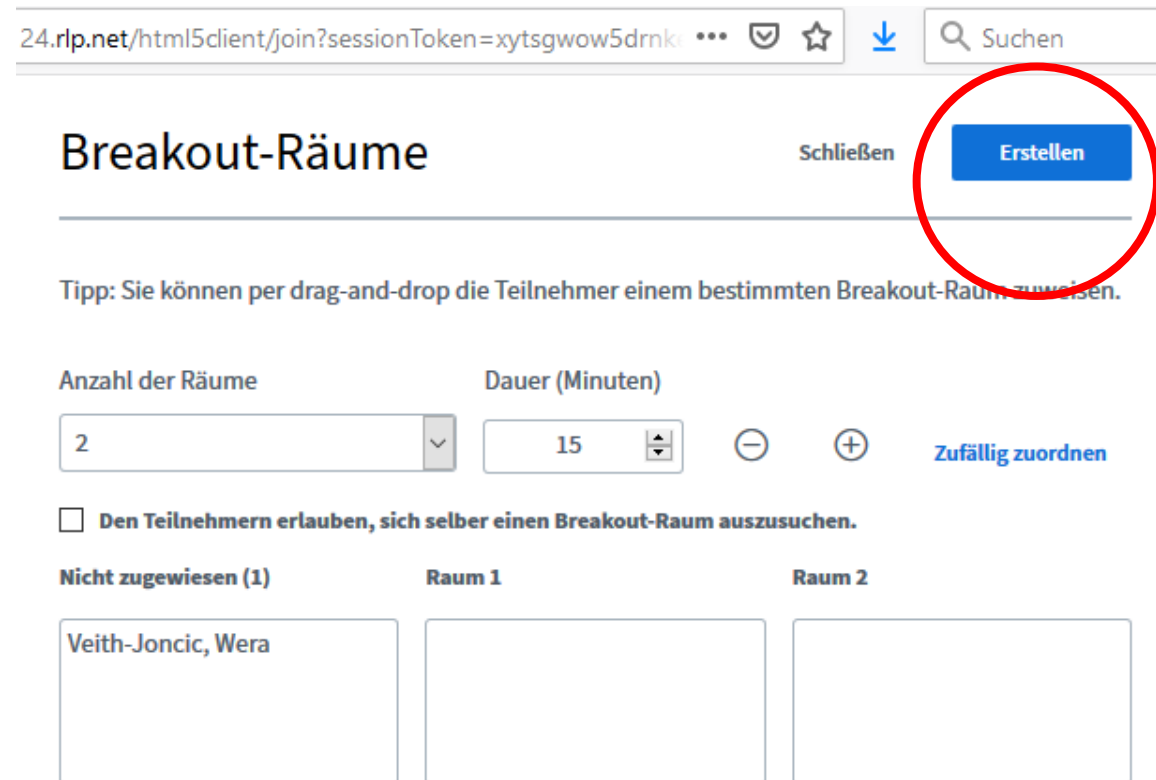 24.rlp.net/html5client/join?sessionToken=xytsgwow5drnk ••• Suchen
Breakout-Räume Schließen Erstellen
Tipp: Sie können per drag-and-drop die Teilnehmer einem bestimmten Breakout-Raum zuweisen.
Anzahl der Räume Dauer (Minuten)
2 15 Zufällig zuordnen
Den Teilnehmern erlauben, sich selber einen Breakout-Raum auszusuchen.
Nicht zugewiesen (1) Raum 1 Raum 2
Veith-Joncic, Wera